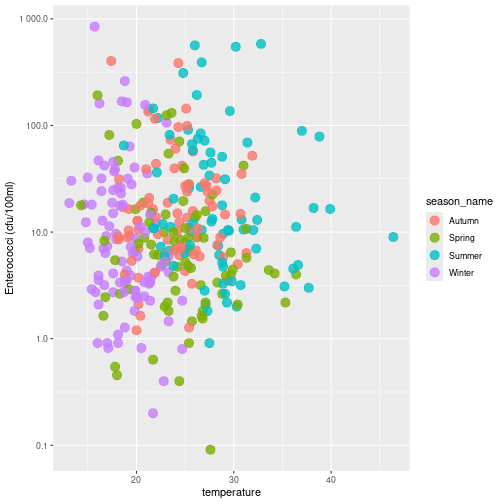 1 000.0
100.0
10.0
1.0
0.1
Enterococci (cfu/100ml)
20
30
40
temperature
season_name
Autumn
Spring
Summer
Winter